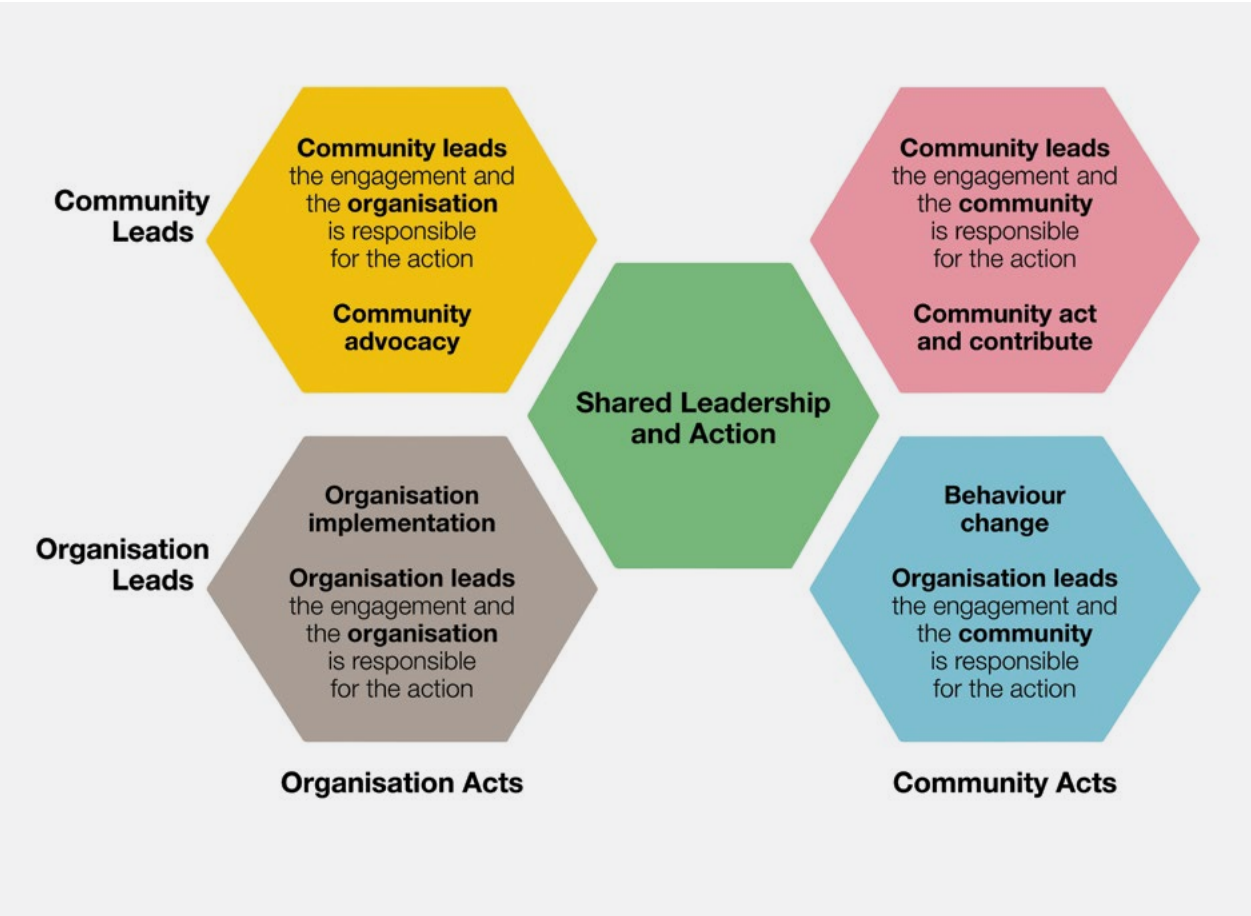 Community
Leads
Community leads
the engagement and
the organisation
is responsible
for the action
Community
advocacy
Community leads
the engagement and
the community
is responsible
for the action
Community act
and contribute
Shared Leadership
and Action
Organisation
Leads
Organisation
implementation
Organisation leads
the engagement and
the organisation
is responsible
for the action
Behaviour
change
Organisation leads
the engagement and
the community
is responsible
for the action
Organisation Acts
Community Acts